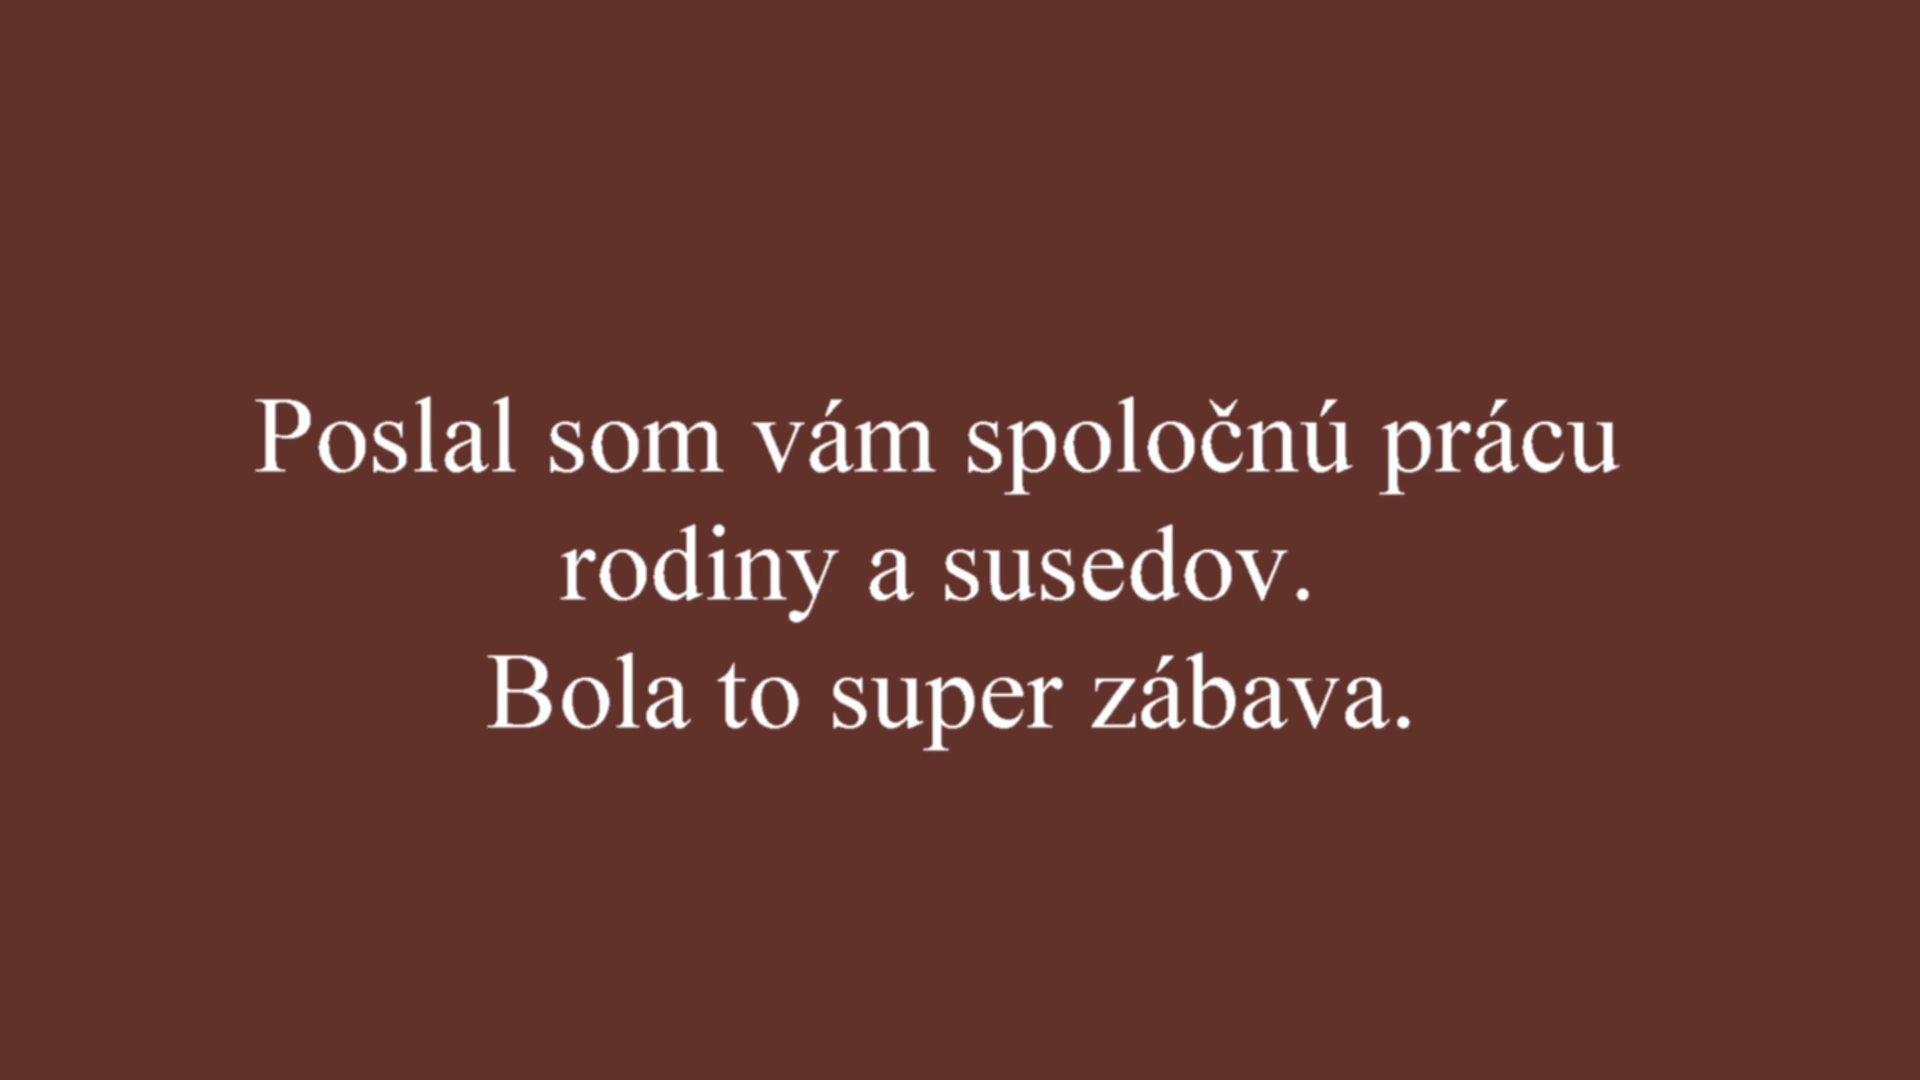 Poslal som vám spoločnú prácu
rodiny a susedov.
Bola to super zábava.